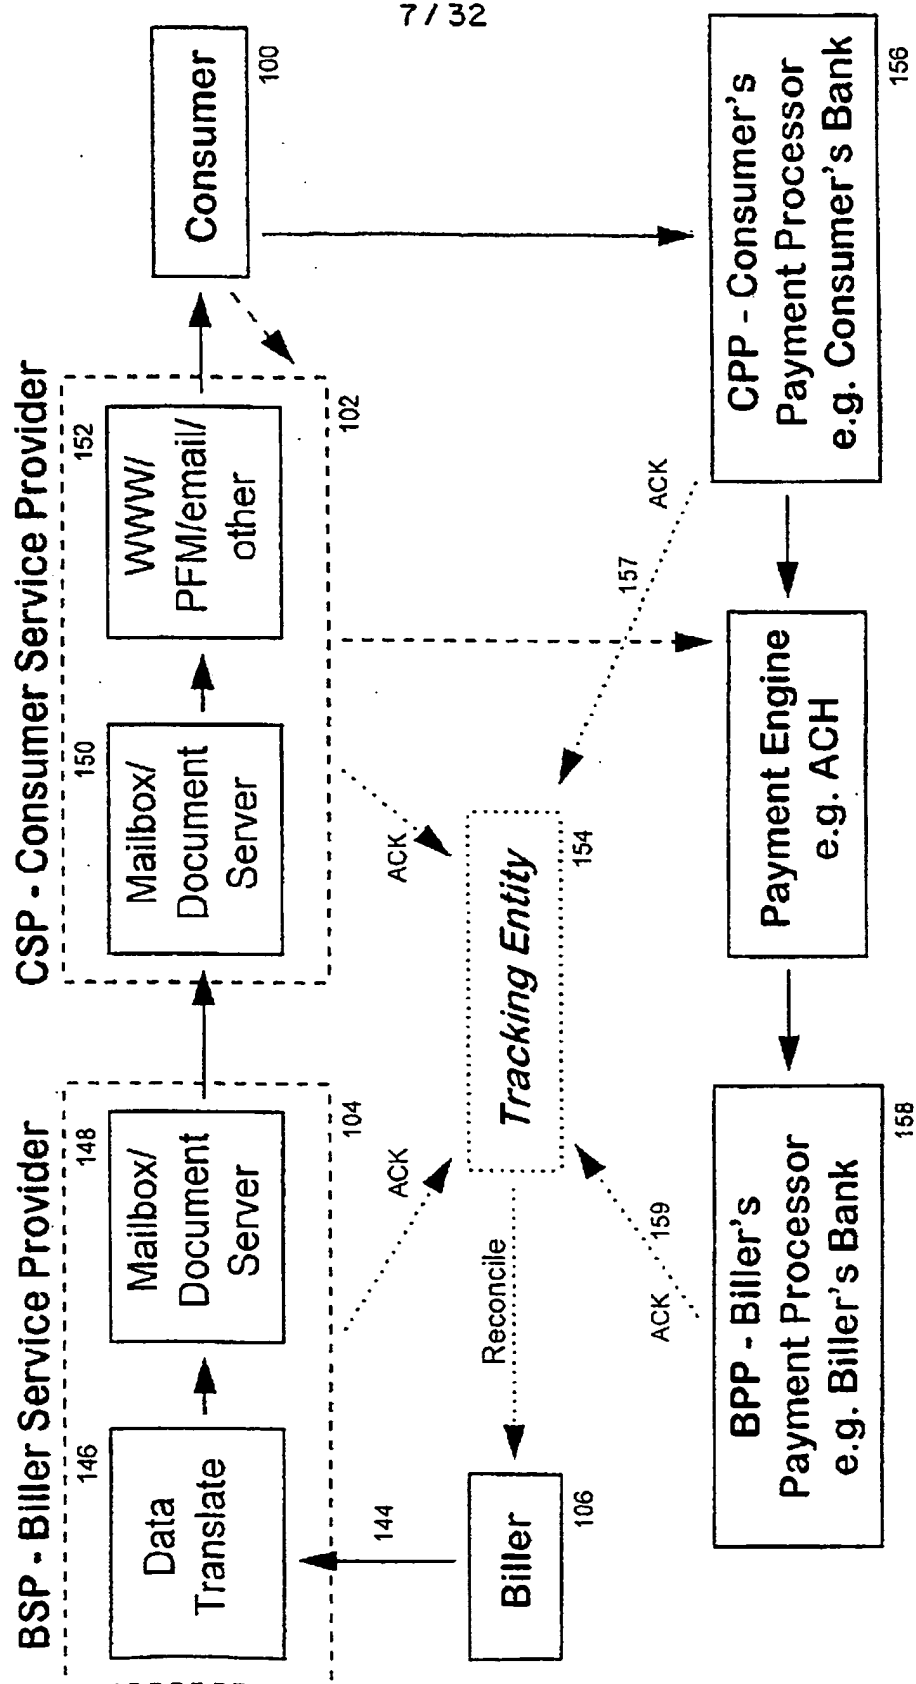 7/32
BSP - Biller Service Provider
CSP - Consumer Service Provider
146
Data
Translate
148
Mailbox/
Document
Server
104
150
Mailbox/
Document
Server
152
WWW/
PFM/email/
other
102
Consumer
100
144
ACK
ACK
Biller
106
Reconcile
Tracking Entity
154
157
ACK
ACK
159
BPP - Biller's
Payment Processor
e.g. Biller's Bank
158
Payment Engine
e.g. ACH
CPP - Consumer's
Payment Processor
e.g. Consumer's Bank
156